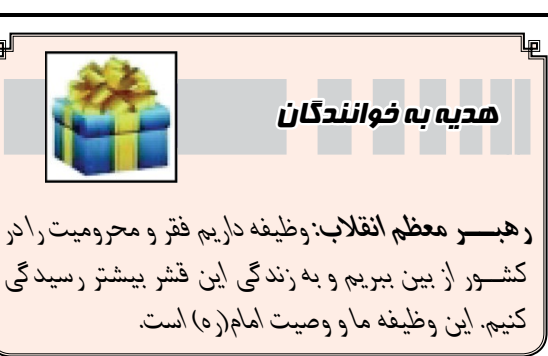 هدیه به خوانندگان
رهبـــر معظم انقلاب: وظیفه داریم فقر و محرومیت را در
کشـــور از بین ببریم و به زندگی این قشر بیشتر رسیدگی
کنیم. این وظیفه ما و وصیت امام(ره) است.